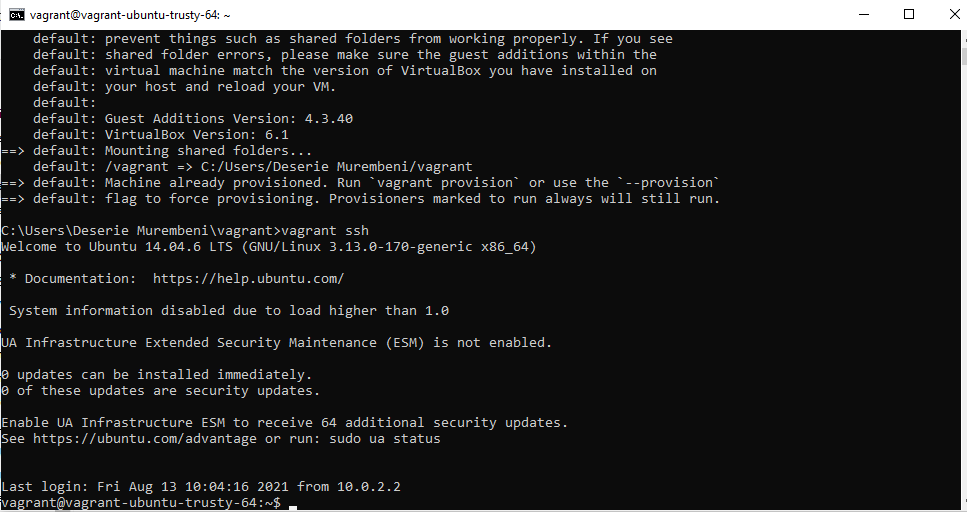 vagrant@vagrant-ubuntu-trusty-64: ~
default: prevent things such as shared folders from working properly. If you see
default: shared folder errors, please make sure the guest additions within the
default: virtual machine match the version of VirtualBox you have installed on
default: your host and reload your VM.
default:
default: Guest Additions Version: 4.3.40
default: VirtualBox Version: 6.1
==> default: Mounting shared folders...
default: /vagrant => C:/Users/Deserie Murembeni/vagrant
==> default: Machine already provisioned. Run `vagrant provision` or use the `--provision`
==> default: flag to force provisioning. Provisioners marked to run always will still run.
C:\Users\Deserie Murembeni\vagrant>vagrant ssh
Welcome to Ubuntu 14.04.6 LTS (GNU/Linux 3.13.0-170-generic x86_64)
* Documentation:  https://help.ubuntu.com/
System information disabled due to load higher than 1.0
UA Infrastructure Extended Security Maintenance (ESM) is not enabled.
0 updates can be installed immediately.
0 of these updates are security updates.
Enable UA Infrastructure ESM to receive 64 additional security updates.
See https://ubuntu.com/advantage or run: sudo ua status
Last login: Fri Aug 13 10:04:16 2021 from 10.0.2.2
vagrant@vagrant-ubuntu-trusty-64:~$